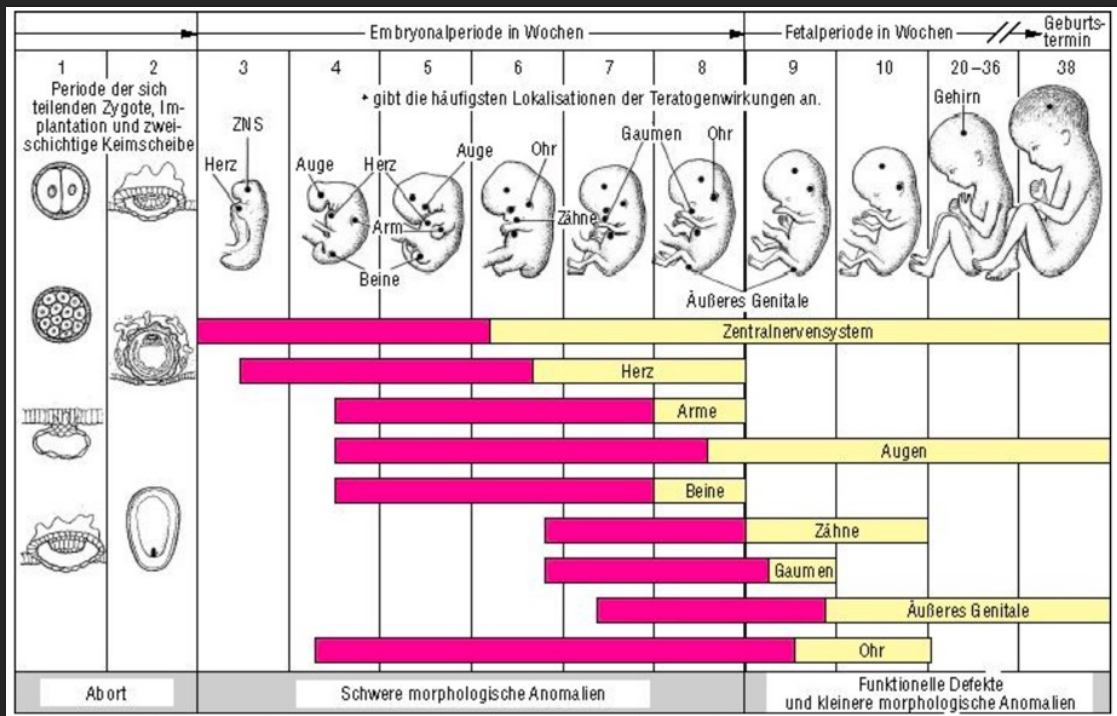 Embryonalperiode in Wochen
Fetalperiode in Wochen
Geburts-
termin
1 2 3 4 5 6 7 8 9 10 20–36 38
Periode der sich
teilenden Zygote, Im-
plantation und zwei-
schichtige Keimscheibe
• gibt die häufigsten Lokalisationen der Teratogenwirkungen an.
ZNS
Herz
Auge
Herz
Auge
Ohr
Gaumen
Ohr
Gehirn
Arm
Zähne
Beine
Äußeres Genitale
Zentralnervensystem
Herz
Arme
Augen
Beine
Zähne
Gaumen
Äußeres Genitale
Ohr
Abort
Schwere morphologische Anomalien
Funktionelle Defekte
und kleinere morphologische Anomalien